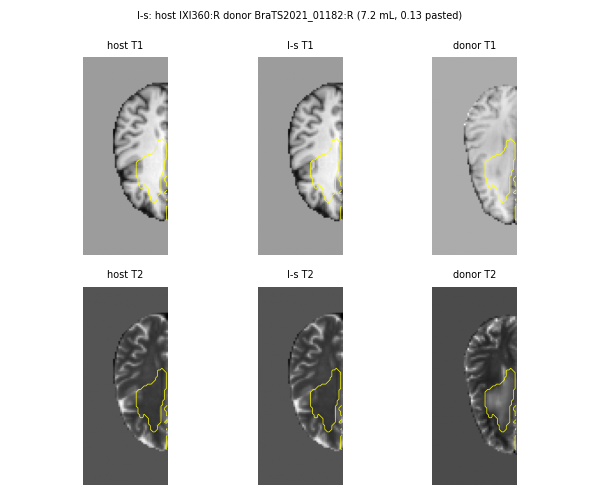 l-s: host IXI360:R donor BraTS2021_01182:R (7.2 mL, 0.13 pasted)
host T1
l-s T1
donor T1
host T2
l-s T2
donor T2